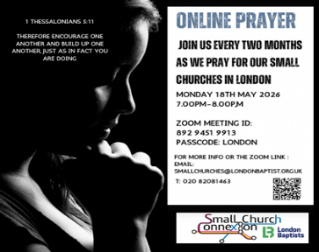 1 THESSALONIANS 5:11
THEREFORE ENCOURAGE ONE
ANOTHER AND BUILD UP ONE
ANOTHER, JUST AS IN FACT YOU
ARE DOING
ONLINE PRAYER
JOIN US EVERY TWO MONTHS
AS WE PRAY FOR OUR SMALL
CHURCHES IN LONDON
MONDAY 18TH MAY 2026
7.00PM-8.00P,M
ZOOM MEETING ID:
892 9451 9913
PASSCODE: LONDON
FOR MORE INFO OR THE ZOOM LINK :
EMAIL:
SMALLCHURCHES@LONDONBAPTIST.ORG.UK
T: 020 82081463
Small Church
Connexion
London
Baptists